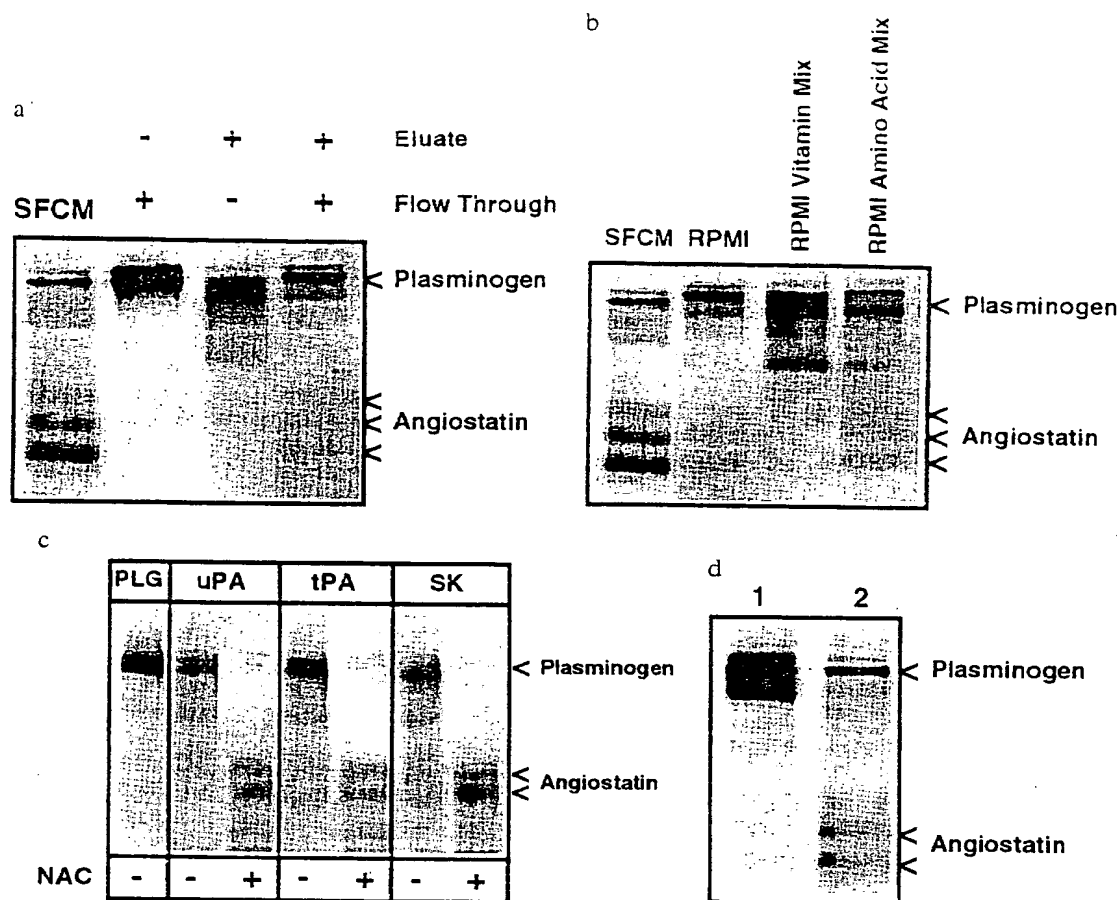 a
- + + Eluate
SFCM + - + Flow Through
< Plasminogen
<
< Angiostatin
<
b
RPMI Vitamin Mix
RPMI Amino Acid Mix
SFCM RPMI
< Plasminogen
<
< Angiostatin
<
c
PLG uPA tPA SK
< Plasminogen
< Angiostatin
<
NAC - - + - + - +
d
1 2
< Plasminogen
< Angiostatin
<